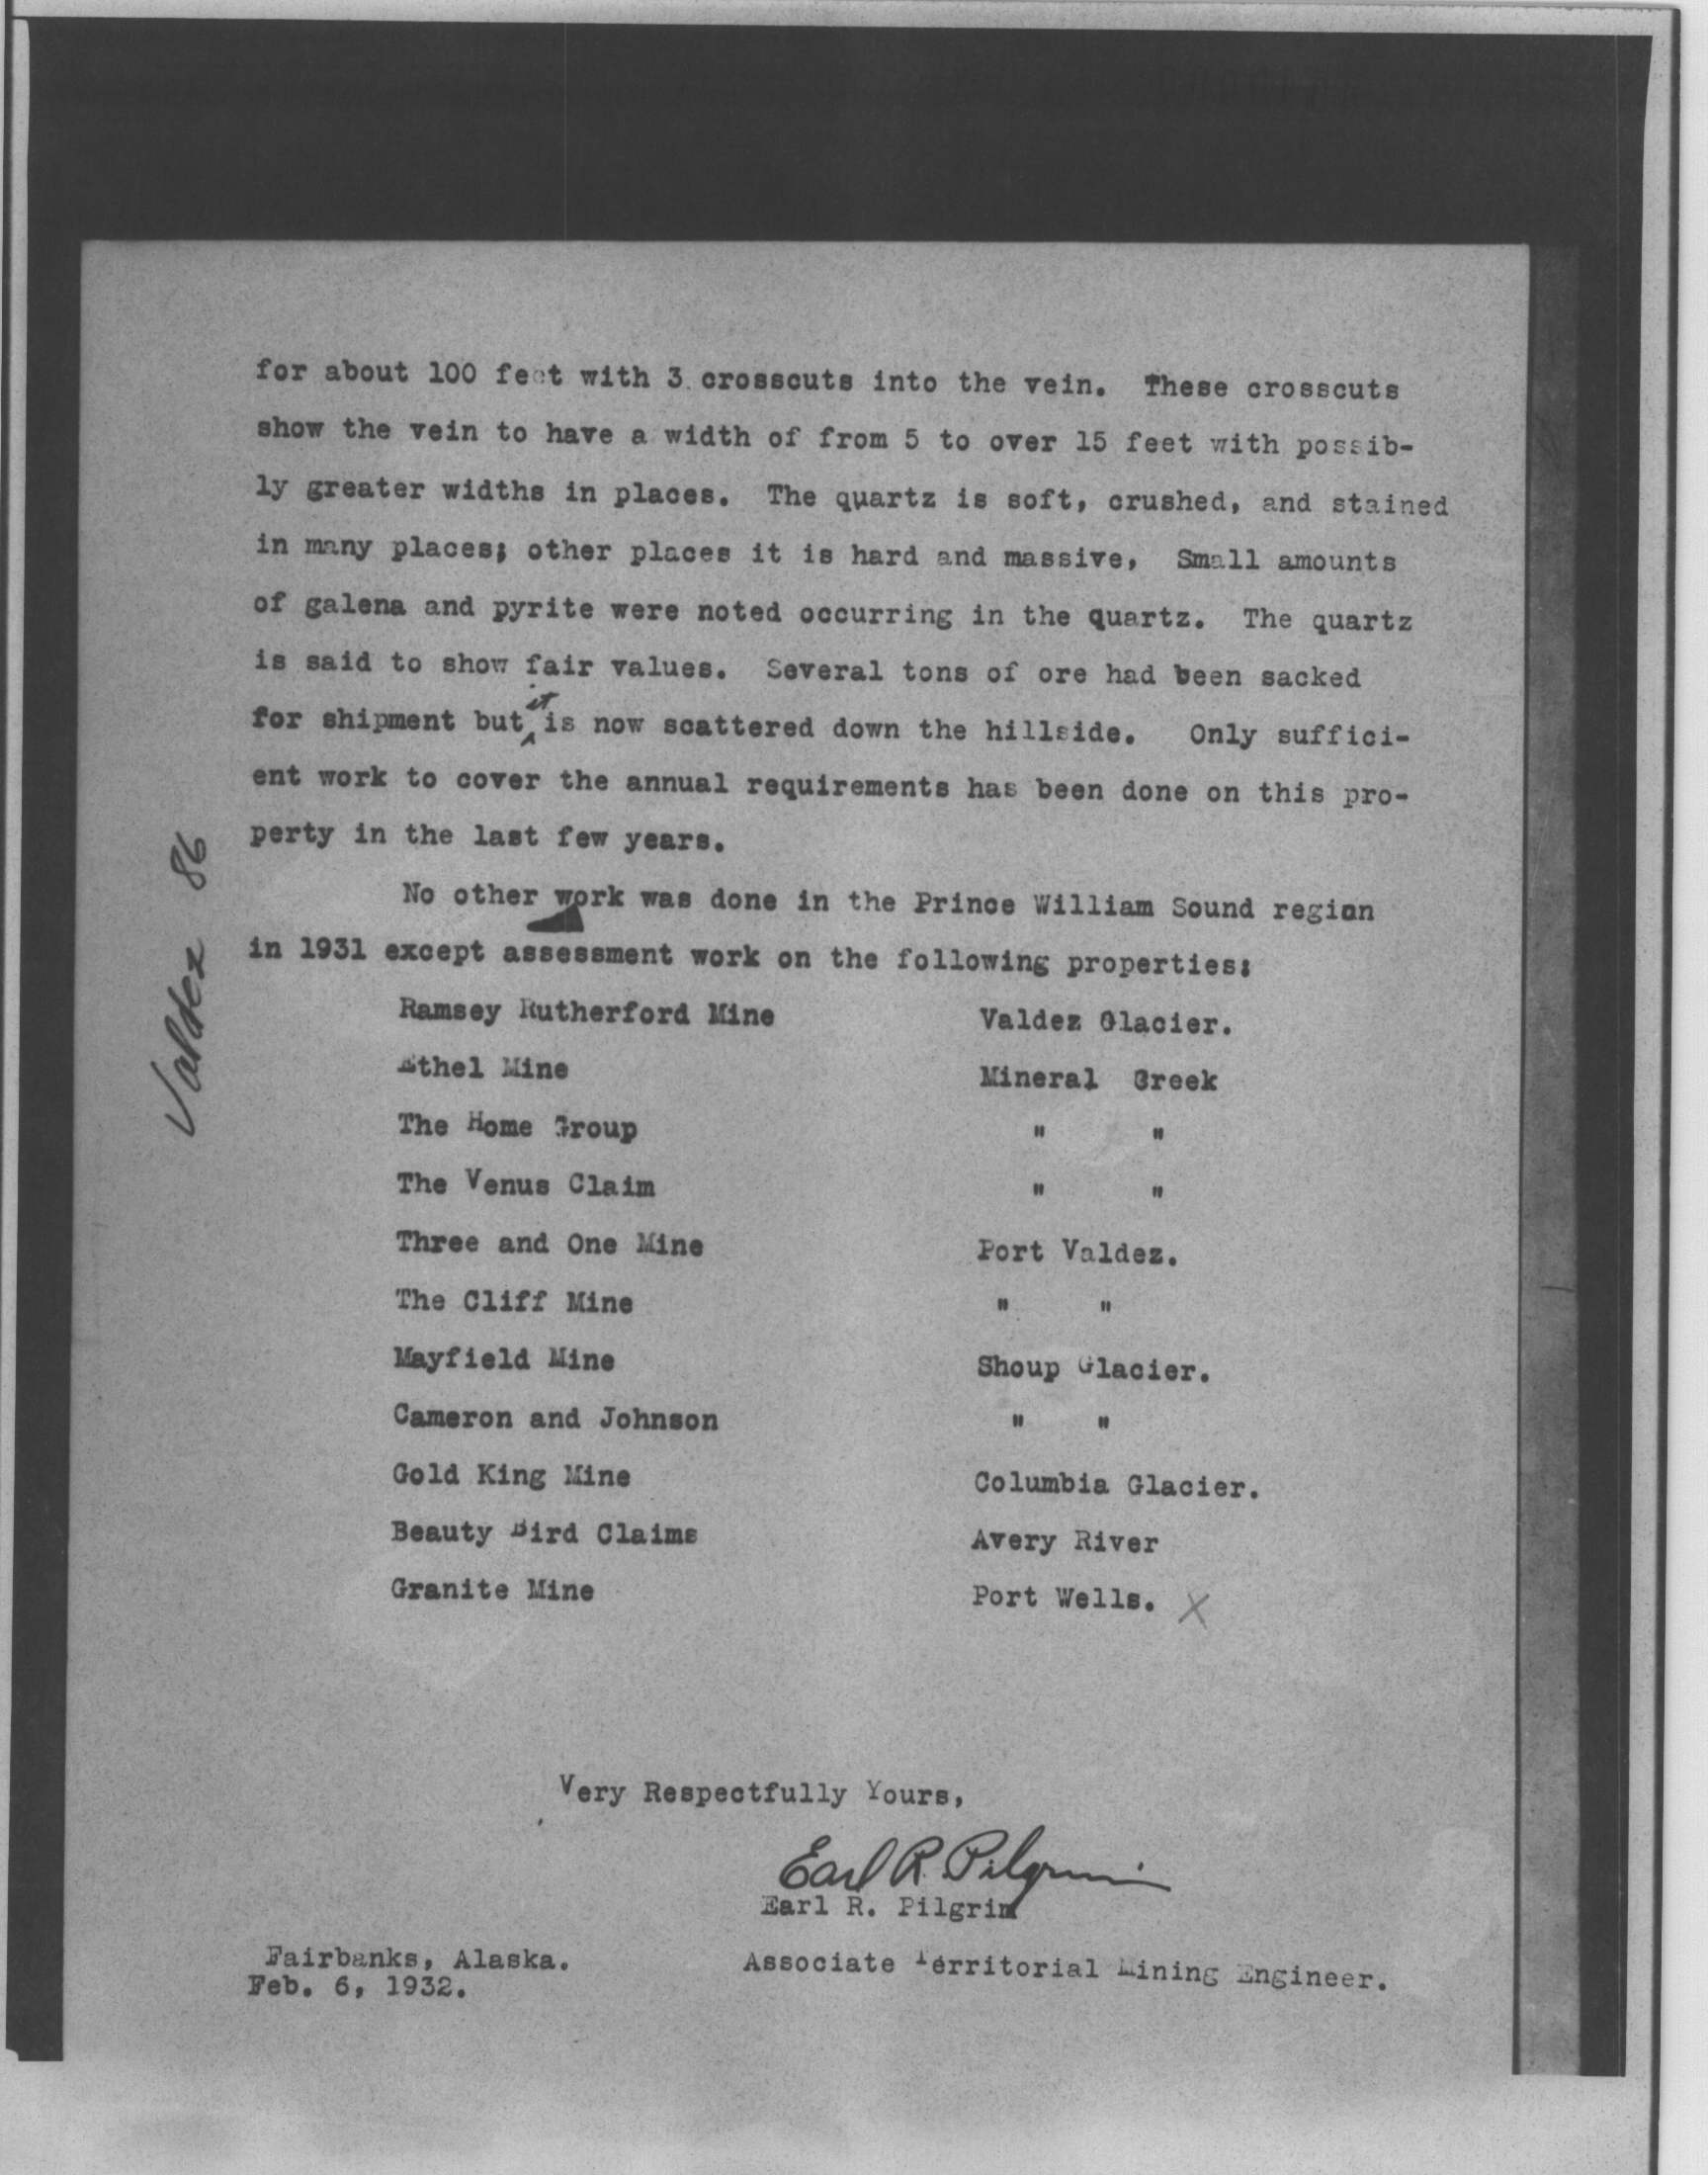 for about 100 feet with 3 crosscuts into the vein. These crosscuts
show the vein to have a width of from 5 to over 15 feet with possib-
ly greater widths in places. The quartz is soft, crushed, and stained
in many places; other places it is hard and massive, Small amounts
of galena and pyrite were noted occurring in the quartz. The quartz
is said to show fair values. Several tons of ore had been sacked
for shipment but it is now scattered down the hillside. Only suffici-
ent work to cover the annual requirements has been done on this pro-
perty in the last few years.
No other work was done in the Prince William Sound region
in 1931 except assessment work on the following properties:
Ramsey Rutherford Mine Valdez Glacier.
Ethel Mine Mineral Creek
The Home Group " "
The Venus Claim " "
Three and One Mine Port Valdez.
The Cliff Mine " "
Mayfield Mine Shoup Glacier.
Cameron and Johnson " "
Gold King Mine Columbia Glacier.
Beauty Bird Claims Avery River
Granite Mine Port Wells. X
Valdez 86
Very Respectfully Yours,
Earl R. Pilgrim
Earl R. Pilgrim
Fairbanks, Alaska. Associate Territorial Mining Engineer.
Feb. 6, 1932.